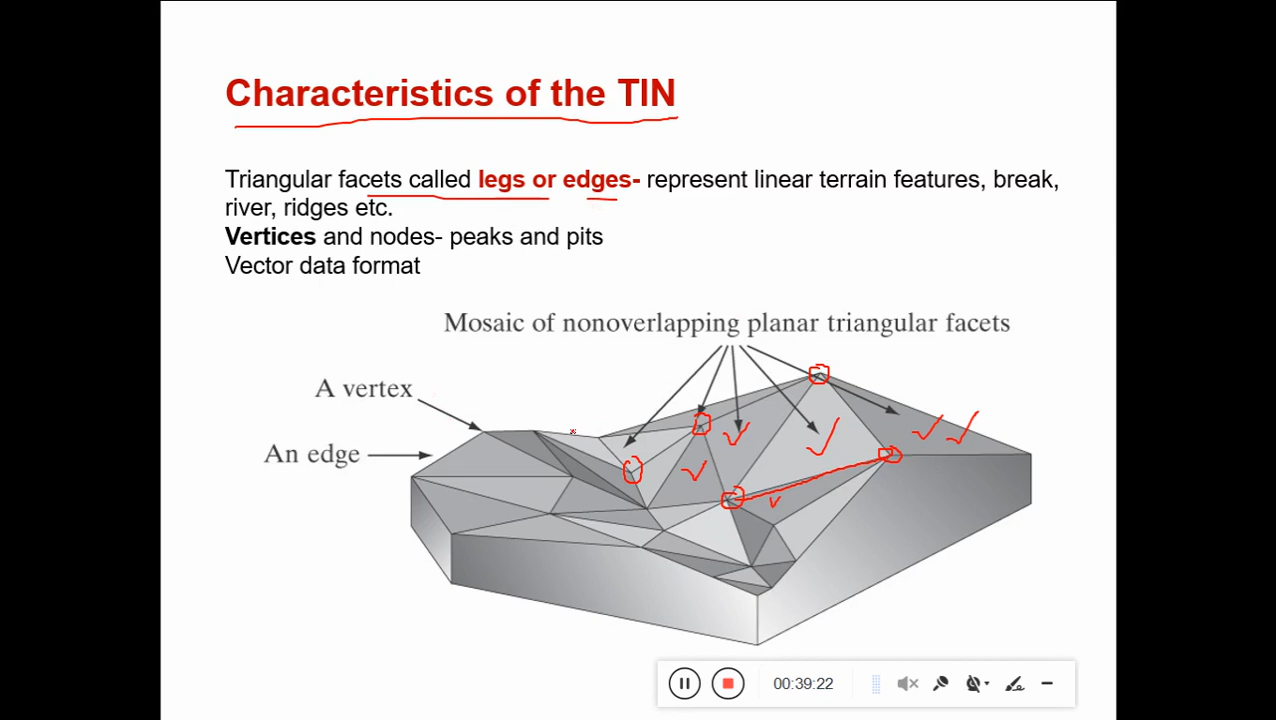 Characteristics of the TIN
Triangular facets called legs or edges- represent linear terrain features, break,
river, ridges etc.
Vertices and nodes- peaks and pits
Vector data format
Mosaic of nonoverlapping planar triangular facets
A vertex
An edge
00:39:22